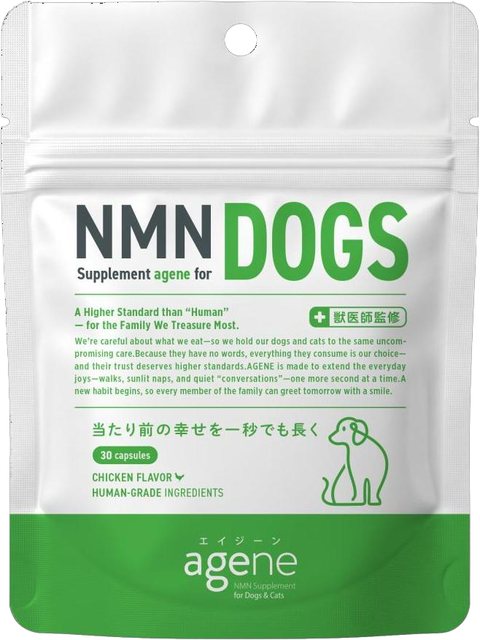 NMN DOGS
Supplement agene for
A Higher Standard than “Human”
— for the Family We Treasure Most.
獣医師監修
We're careful about what we eat—so we hold our dogs and cats to the same uncom-
promising care.Because they have no words, everything they consume is our choice—
and their trust deserves higher standards.AGENE is made to extend the everyday
joys—walks, sunlit naps, and quiet “conversations”—one more second at a time.A
new habit begins, so every member of the family can greet tomorrow with a smile.
当たり前の幸せを一秒でも長く
30 capsules
CHICKEN FLAVOR
HUMAN-GRADE INGREDIENTS
エイジーン
agene
NMN Supplement
for Dogs & Cats